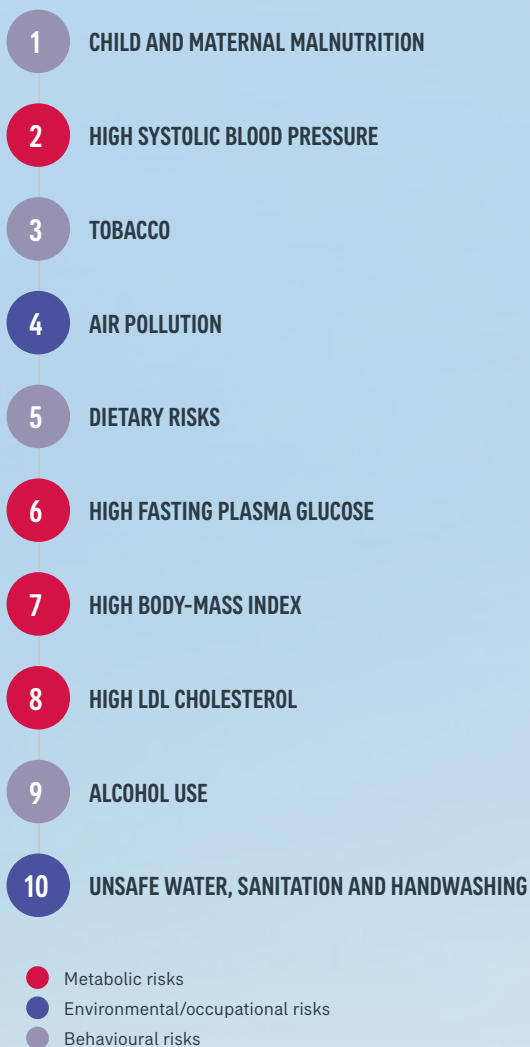 1 CHILD AND MATERNAL MALNUTRITION
2 HIGH SYSTOLIC BLOOD PRESSURE
3 TOBACCO
4 AIR POLLUTION
5 DIETARY RISKS
6 HIGH FASTING PLASMA GLUCOSE
7 HIGH BODY-MASS INDEX
8 HIGH LDL CHOLESTEROL
9 ALCOHOL USE
10 UNSAFE WATER, SANITATION AND HANDWASHING
Metabolic risks
Environmental/occupational risks
Behavioural risks